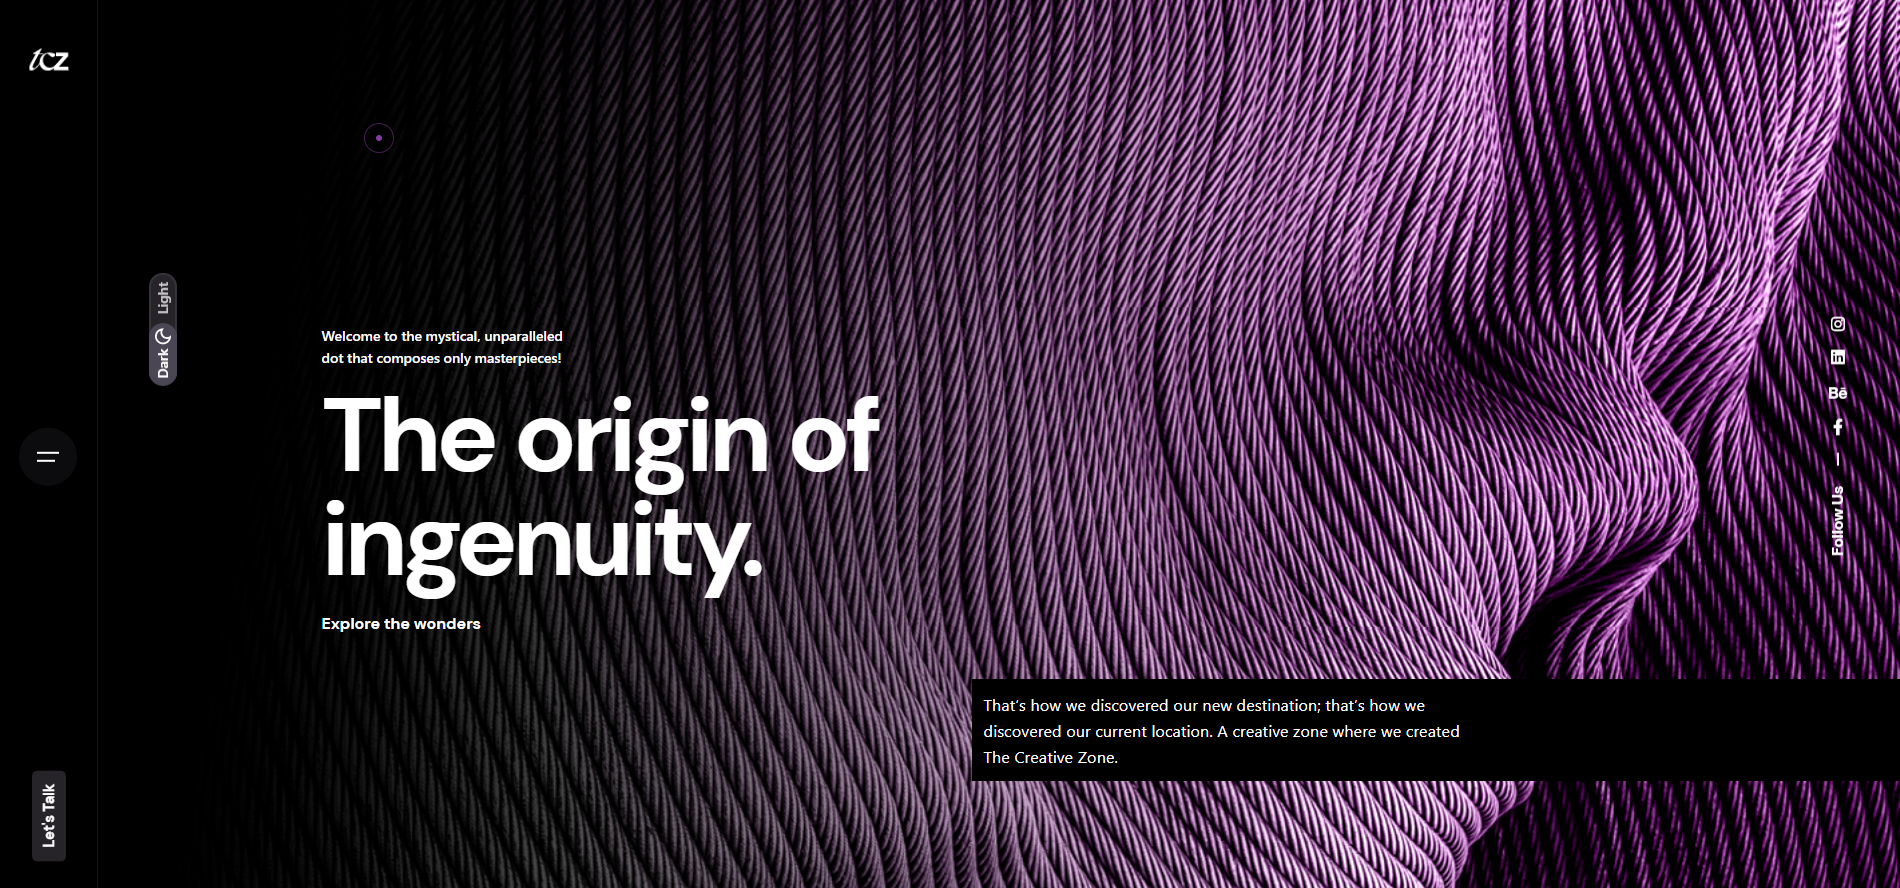 tcz
Light
Dark
Welcome to the mystical, unparalleled
dot that composes only masterpieces!
The origin of
ingenuity.
Explore the wonders
Bē
Follow Us
That's how we discovered our new destination; that's how we
discovered our current location. A creative zone where we created
The Creative Zone.
Let's Talk